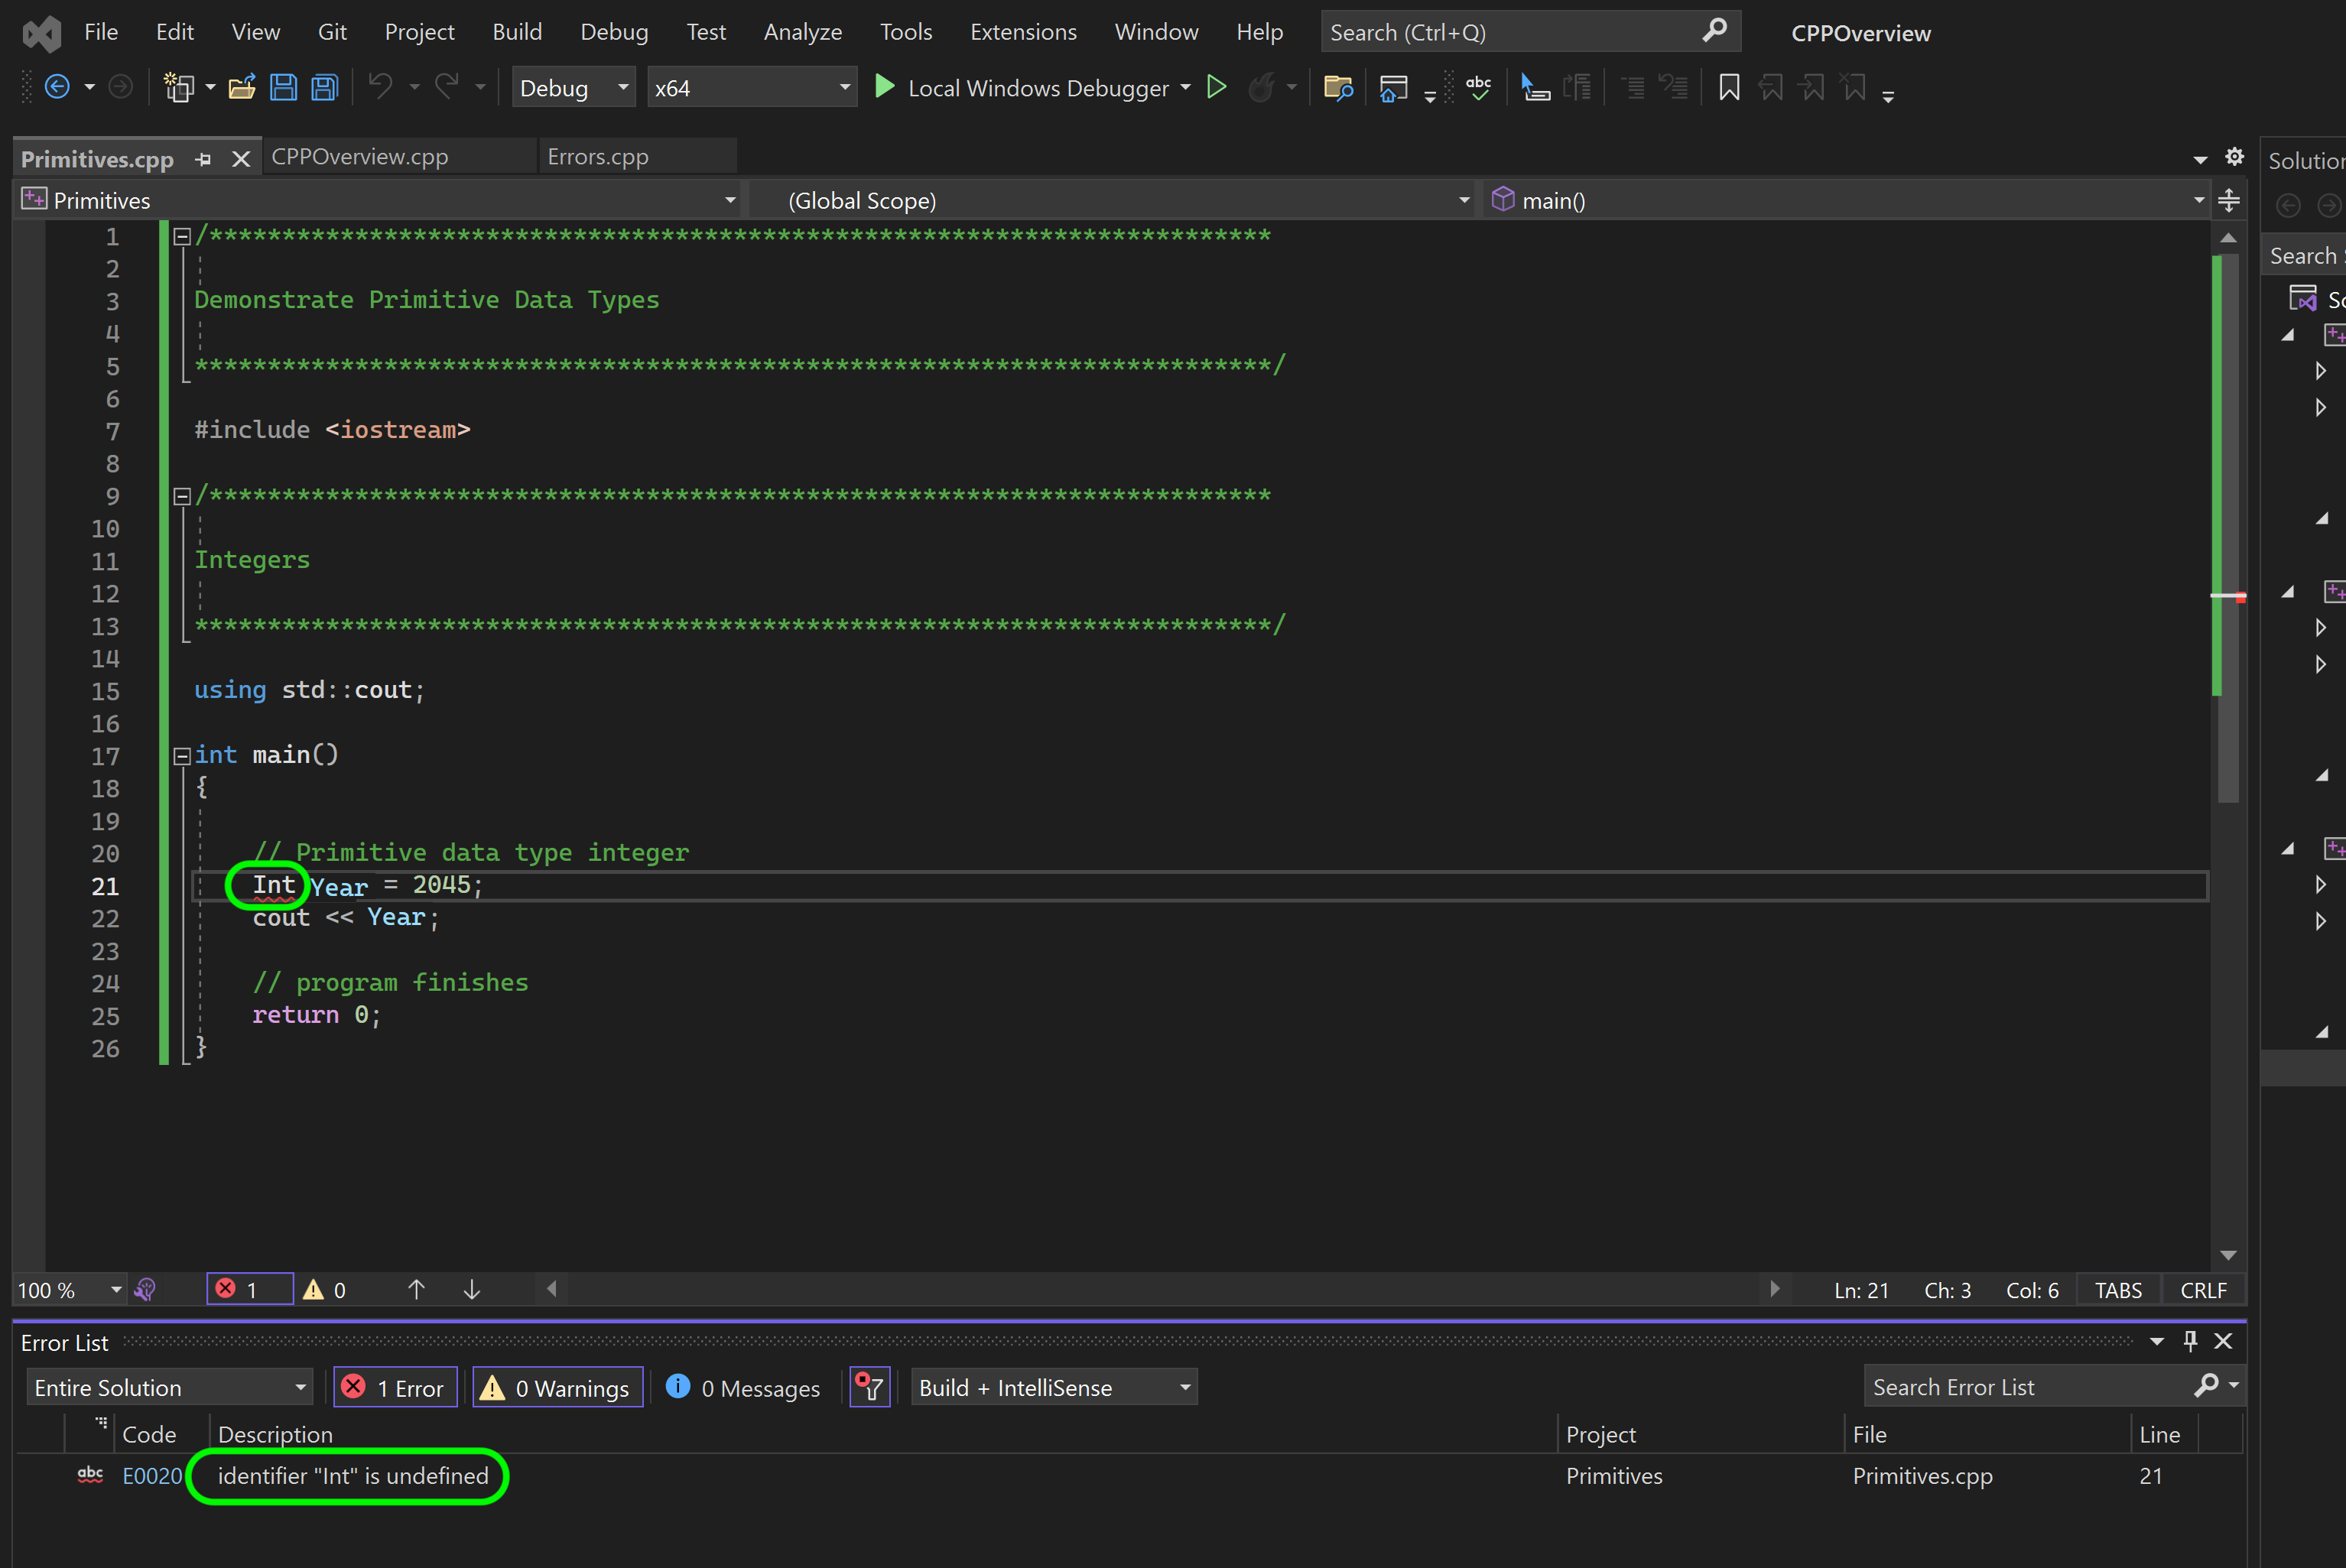 File Edit View Git Project Build Debug Test Analyze Tools Extensions Window Help Search (Ctrl+Q) CPPOverview
Debug x64 Local Windows Debugger abc
Primitives.cpp CPPOverview.cpp Errors.cpp
Solution
Primitives (Global Scope) main()
Search
1 /*************************************************************************
2
3 Demonstrate Primitive Data Types
4
5 **************************************************************************/
6
7 #include <iostream>
8
9 /*************************************************************************
10
11 Integers
12
13 **************************************************************************/
14
15 using std::cout;
16
17 int main()
18 {
19
20 // Primitive data type integer
21 Int Year = 2045;
22 cout << Year;
23
24 // program finishes
25 return 0;
26 }
100 % 1 0 Ln: 21 Ch: 3 Col: 6 TABS CRLF
Error List
Entire Solution 1 Error 0 Warnings 0 Messages Build + IntelliSense Search Error List
Code Description Project File Line
abc E0020 identifier "Int" is undefined Primitives Primitives.cpp 21